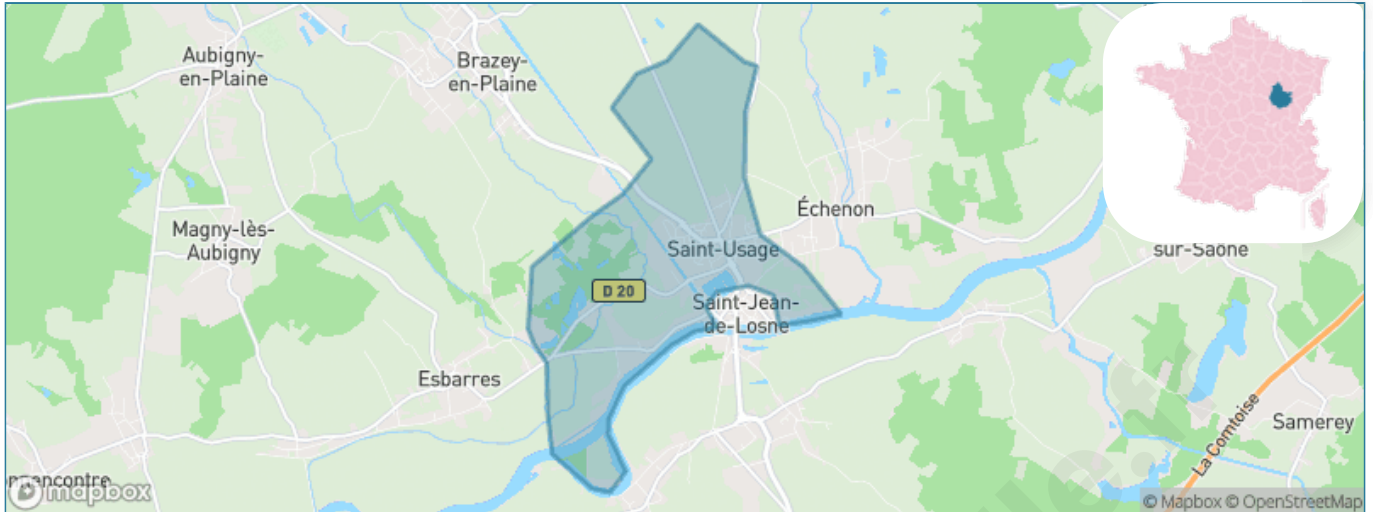 Aubigny-
en-Plaine
Brazey-
en-Plaine
Échenon
Magny-lès-
Aubigny
Saint-Usage
sur-Saône
D 20
Saint-Jean-
de-Losne
Esbarres
La Comtoise
Samerey
mapbox
© Mapbox © OpenStreetMap